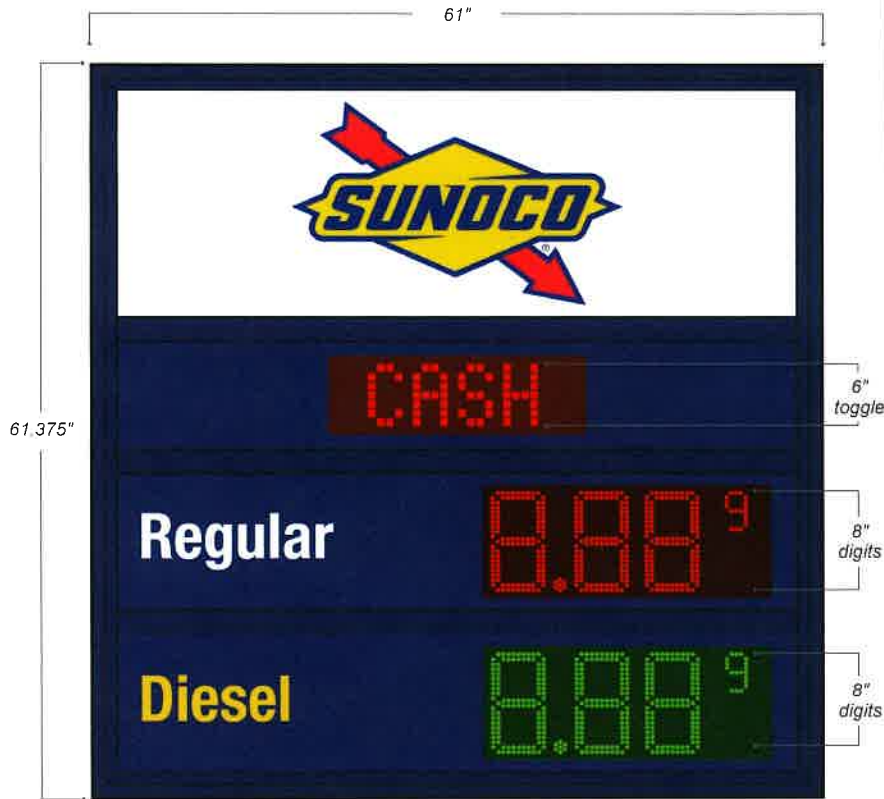 61"
SUNOCO
®
CASH
6"
toggle
61.375"
Regular
8.88 9
8"
digits
Diesel
8.88 9
8"
digits